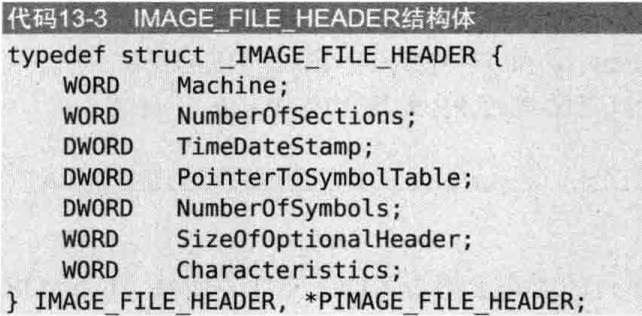 代码13-3 IMAGE_FILE_HEADER结构体
typedef struct _IMAGE_FILE_HEADER {
    WORD    Machine;
    WORD    NumberOfSections;
    DWORD   TimeDateStamp;
    DWORD   PointerToSymbolTable;
    DWORD   NumberOfSymbols;
    WORD    SizeOfOptionalHeader;
    WORD    Characteristics;
} IMAGE_FILE_HEADER, *PIMAGE_FILE_HEADER;